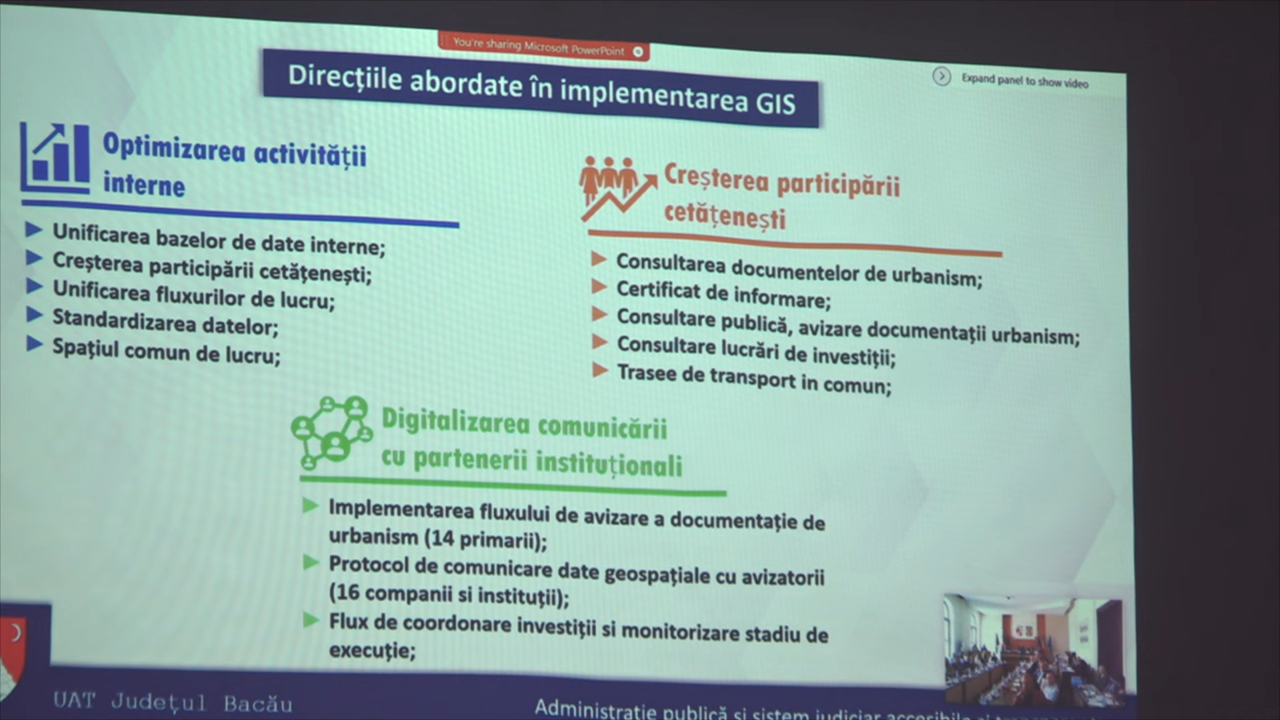 You're sharing Microsoft PowerPoint
Expand panel to show video
Direcțiile abordate în implementarea GIS
Optimizarea activității
interne
Unificarea bazelor de date interne;
Creșterea participării cetățenești;
Unificarea fluxurilor de lucru;
Standardizarea datelor;
Spațiul comun de lucru;
Creșterea participării
cetățenești
Consultarea documentelor de urbanism;
Certificat de informare;
Consultare publică, avizare documentații urbanism;
Consultare lucrări de investiții;
Trasee de transport in comun;
Digitalizarea comunicării
cu partenerii instituționali
Implementarea fluxului de avizare a documentație de
urbanism (14 primarii);
Protocol de comunicare date geospațiale cu avizatorii
(16 companii si instituții);
Flux de coordonare investiții si monitorizare stadiu de
execuție;
UAT Județul Bacău
Administrație publică și sistem judiciar accesibile și